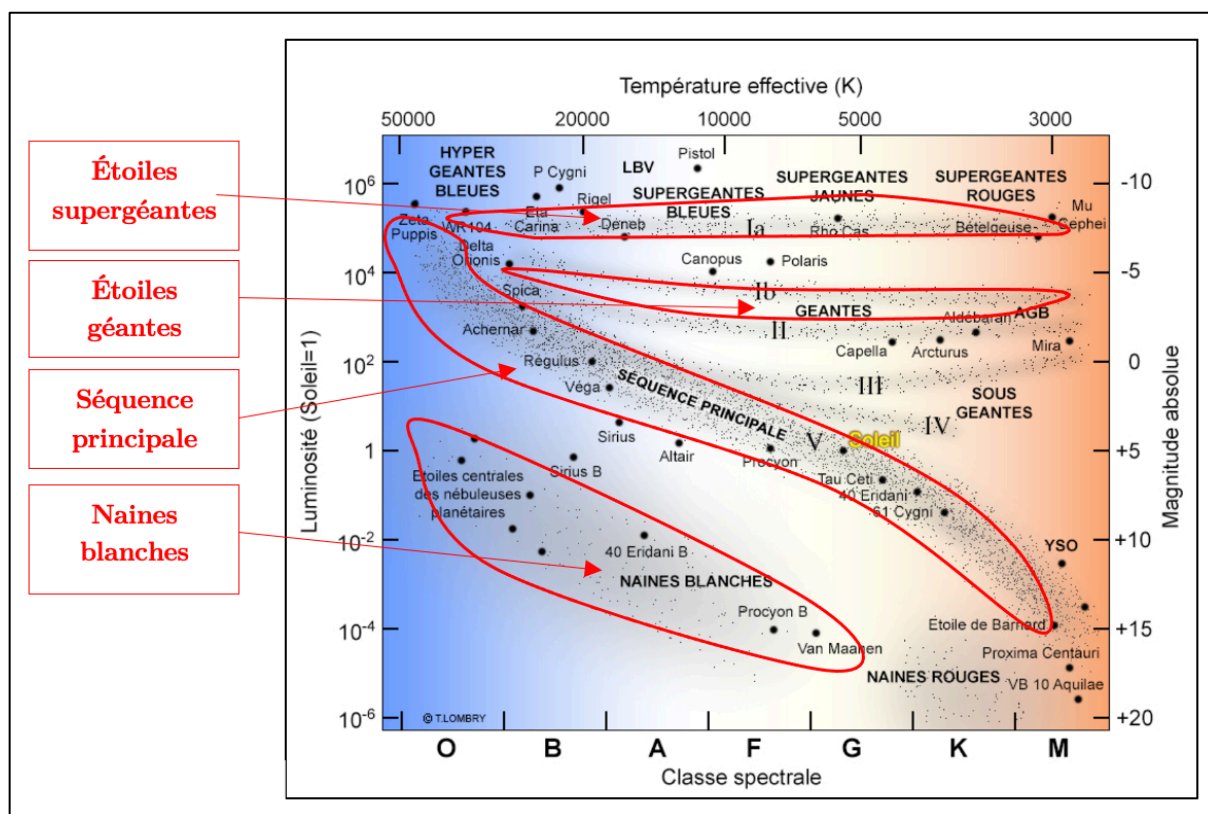 Température effective (K)
50000 20000 10000 5000 3000
Étoiles
supergéantes
Étoiles
géantes
Séquence
principale
Naines
blanches
Luminosité (Soleil=1)
10⁶
10⁴
10²
1
10⁻²
10⁻⁴
10⁻⁶
HYPER
GEANTES
BLEUES
P Cygni
LBV
Pistol
SUPERGEANTES
BLEUES
SUPERGEANTES
JAUNES
SUPERGEANTES
ROUGES
Zeta
Puppis
WR104
Eta
Carina
Rigel
Deneb
Ia
Rho Cas
Bételgeuse
Mu
Cephei
Delta
Orionis
Canopus
Polaris
Spica
Ib
GEANTES
Aldébaran
AGB
Achernar
II
Capella
Arcturus
Mira
Regulus
III
Véga
SÉQUENCE PRINCIPALE
SOUS
GEANTES
IV
Sirius
Altair
Procyon
V
Soleil
Sirius B
Tau Ceti
40 Eridani
61 Cygni
Etoiles centrales
des nébuleuses
planétaires
40 Eridani B
YSO
NAINES BLANCHES
Procyon B
Van Maanen
Etoile de Barnard
Proxima Centauri
NAINES ROUGES
VB 10 Aquilae
© T.LOMBRY
-10
-5
0
+5
+10
+15
+20
Magnitude absolue
O B A F G K M
Classe spectrale